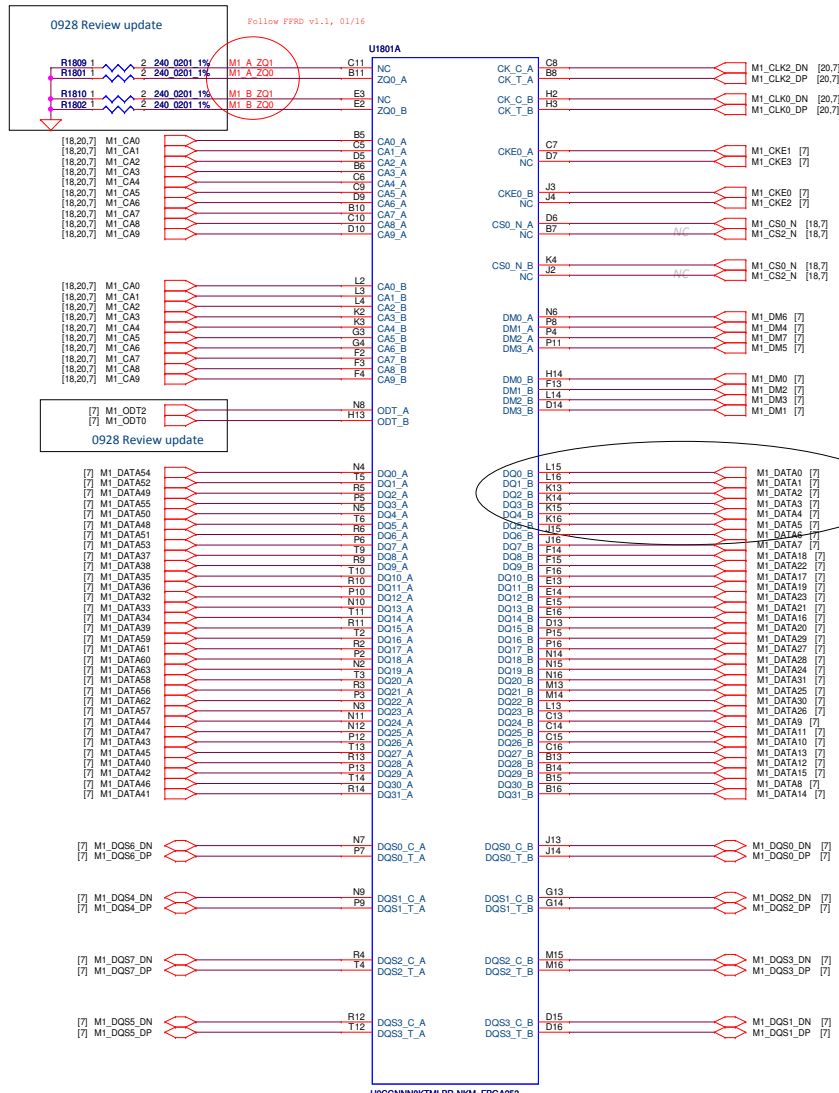 0928 Review update
Follow FFRD v1.1, 01/16
U1801A
R1809 1 2 240_0201_1% M1_A_ZQ1 C11 NC CK_C_A C8 M1_CLK2_DN [20,7]
R1801 1 2 240_0201_1% M1_A_ZQ0 B11 ZQ0_A CK_T_A B8 M1_CLK2_DP [20,7]
R1810 1 2 240_0201_1% M1_B_ZQ1 E3 NC CK_C_B H2 M1_CLK0_DN [20,7]
R1802 1 2 240_0201_1% M1_B_ZQ0 E2 ZQ0_B CK_T_B H3 M1_CLK0_DP [20,7]
[18,20,7] M1_CA0 B5 CA0_A
[18,20,7] M1_CA1 C5 CA1_A CKE0_A C7 M1_CKE1 [7]
[18,20,7] M1_CA2 D5 CA2_A NC D7 M1_CKE3 [7]
[18,20,7] M1_CA3 B6 CA3_A
[18,20,7] M1_CA4 C6 CA4_A
[18,20,7] M1_CA5 C9 CA5_A CKE0_B J3 M1_CKE0 [7]
[18,20,7] M1_CA6 D9 CA6_A NC J4 M1_CKE2 [7]
[18,20,7] M1_CA7 B10 CA7_A
[18,20,7] M1_CA8 C10 CA8_A CS0_N_A D6 M1_CS0_N [18,7]
[18,20,7] M1_CA9 D10 CA9_A NC B7 NC M1_CS2_N [18,7]
CS0_N_B K4 M1_CS0_N [18,7]
NC J2 NC M1_CS2_N [18,7]
[18,20,7] M1_CA0 L2 CA0_B
[18,20,7] M1_CA1 L3 CA1_B
[18,20,7] M1_CA2 L4 CA2_B
[18,20,7] M1_CA3 K2 CA3_B DM0_A N6 M1_DM6 [7]
[18,20,7] M1_CA4 K3 CA4_B DM1_A P8 M1_DM4 [7]
[18,20,7] M1_CA5 G3 CA5_B DM2_A P4 M1_DM7 [7]
[18,20,7] M1_CA6 G4 CA6_B DM3_A P11 M1_DM5 [7]
[18,20,7] M1_CA7 F2 CA7_B
[18,20,7] M1_CA8 F3 CA8_B
[18,20,7] M1_CA9 F4 CA9_B DM0_B H14 M1_DM0 [7]
DM1_B F13 M1_DM2 [7]
DM2_B L14 M1_DM3 [7]
[7] M1_ODT2 N8 ODT_A DM3_B D14 M1_DM1 [7]
[7] M1_ODT0 H13 ODT_B
0928 Review update
[7] M1_DATA54 N4 DQ0_A DQ0_B L15 M1_DATA0 [7]
[7] M1_DATA52 T5 DQ1_A DQ1_B L16 M1_DATA1 [7]
[7] M1_DATA49 R5 DQ2_A DQ2_B K13 M1_DATA2 [7]
[7] M1_DATA55 P5 DQ3_A DQ3_B K14 M1_DATA3 [7]
[7] M1_DATA50 N5 DQ4_A DQ4_B K15 M1_DATA4 [7]
[7] M1_DATA48 T6 DQ5_A DQ5_B K16 M1_DATA5 [7]
[7] M1_DATA51 R6 DQ6_A DQ6_B J15 M1_DATA6 [7]
[7] M1_DATA53 P6 DQ7_A DQ7_B J16 M1_DATA7 [7]
[7] M1_DATA37 T9 DQ8_A DQ8_B F14 M1_DATA18 [7]
[7] M1_DATA38 R9 DQ9_A DQ9_B F15 M1_DATA22 [7]
[7] M1_DATA35 T10 DQ10_A DQ10_B F16 M1_DATA17 [7]
[7] M1_DATA36 R10 DQ11_A DQ11_B E13 M1_DATA19 [7]
[7] M1_DATA32 P10 DQ12_A DQ12_B E14 M1_DATA23 [7]
[7] M1_DATA33 N10 DQ13_A DQ13_B E15 M1_DATA21 [7]
[7] M1_DATA34 T11 DQ14_A DQ14_B E16 M1_DATA16 [7]
[7] M1_DATA39 R11 DQ15_A DQ15_B D13 M1_DATA20 [7]
[7] M1_DATA59 T2 DQ16_A DQ16_B P15 M1_DATA29 [7]
[7] M1_DATA61 R2 DQ17_A DQ17_B P16 M1_DATA27 [7]
[7] M1_DATA60 P2 DQ18_A DQ18_B N14 M1_DATA28 [7]
[7] M1_DATA63 N2 DQ19_A DQ19_B N15 M1_DATA24 [7]
[7] M1_DATA58 T3 DQ20_A DQ20_B N16 M1_DATA31 [7]
[7] M1_DATA56 R3 DQ21_A DQ21_B M13 M1_DATA25 [7]
[7] M1_DATA62 P3 DQ22_A DQ22_B M14 M1_DATA30 [7]
[7] M1_DATA57 N3 DQ23_A DQ23_B L13 M1_DATA26 [7]
[7] M1_DATA44 N11 DQ24_A DQ24_B C13 M1_DATA9 [7]
[7] M1_DATA47 N12 DQ25_A DQ25_B C14 M1_DATA11 [7]
[7] M1_DATA43 P12 DQ26_A DQ26_B C15 M1_DATA10 [7]
[7] M1_DATA45 T13 DQ27_A DQ27_B C16 M1_DATA13 [7]
[7] M1_DATA40 R13 DQ28_A DQ28_B B13 M1_DATA12 [7]
[7] M1_DATA42 P13 DQ29_A DQ29_B B14 M1_DATA15 [7]
[7] M1_DATA46 T14 DQ30_A DQ30_B B15 M1_DATA8 [7]
[7] M1_DATA41 R14 DQ31_A DQ31_B B16 M1_DATA14 [7]
[7] M1_DQS6_DN N7 DQS0_C_A DQS0_C_B J13 M1_DQS0_DN [7]
[7] M1_DQS6_DP P7 DQS0_T_A DQS0_T_B J14 M1_DQS0_DP [7]
[7] M1_DQS4_DN N9 DQS1_C_A DQS1_C_B G13 M1_DQS2_DN [7]
[7] M1_DQS4_DP P9 DQS1_T_A DQS1_T_B G14 M1_DQS2_DP [7]
[7] M1_DQS7_DN R4 DQS2_C_A DQS2_C_B M15 M1_DQS3_DN [7]
[7] M1_DQS7_DP T4 DQS2_T_A DQS2_T_B M16 M1_DQS3_DP [7]
[7] M1_DQS5_DN R12 DQS3_C_A DQS3_C_B D15 M1_DQS1_DN [7]
[7] M1_DQS5_DP T12 DQS3_T_A DQS3_T_B D16 M1_DQS1_DP [7]